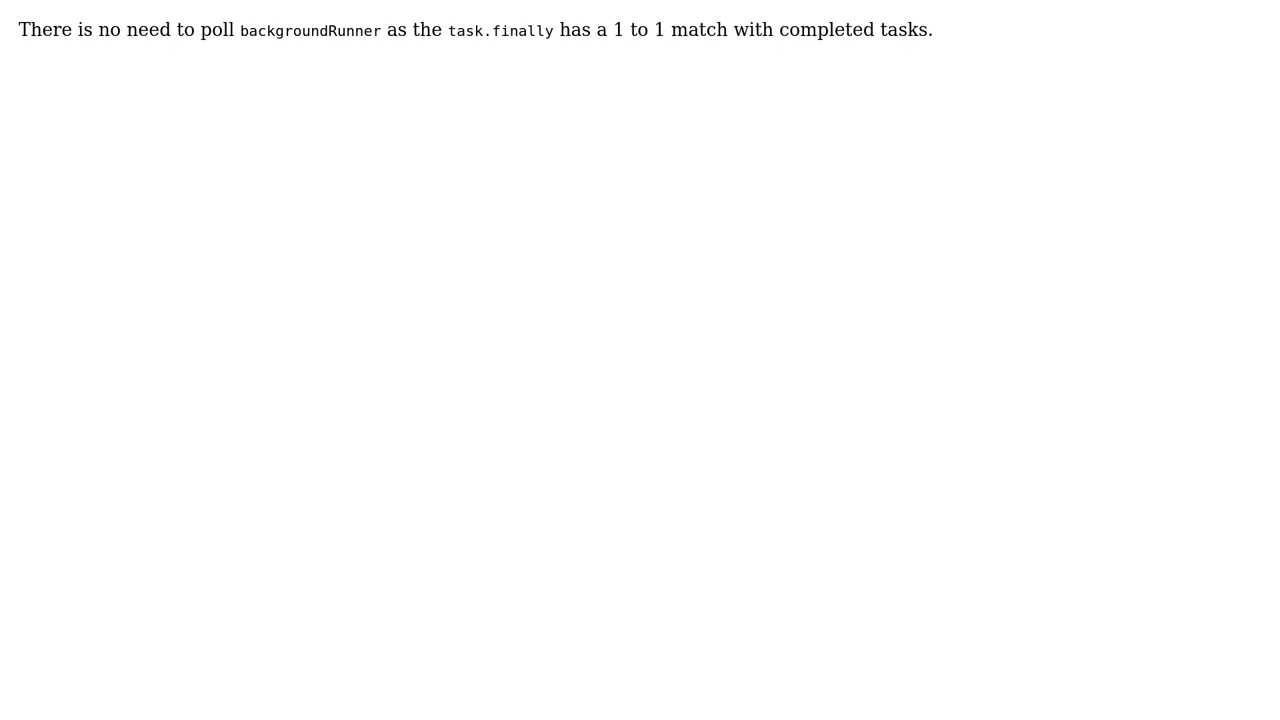 There is no need to poll backgroundRunner as the task.finally has a 1 to 1 match with completed tasks.